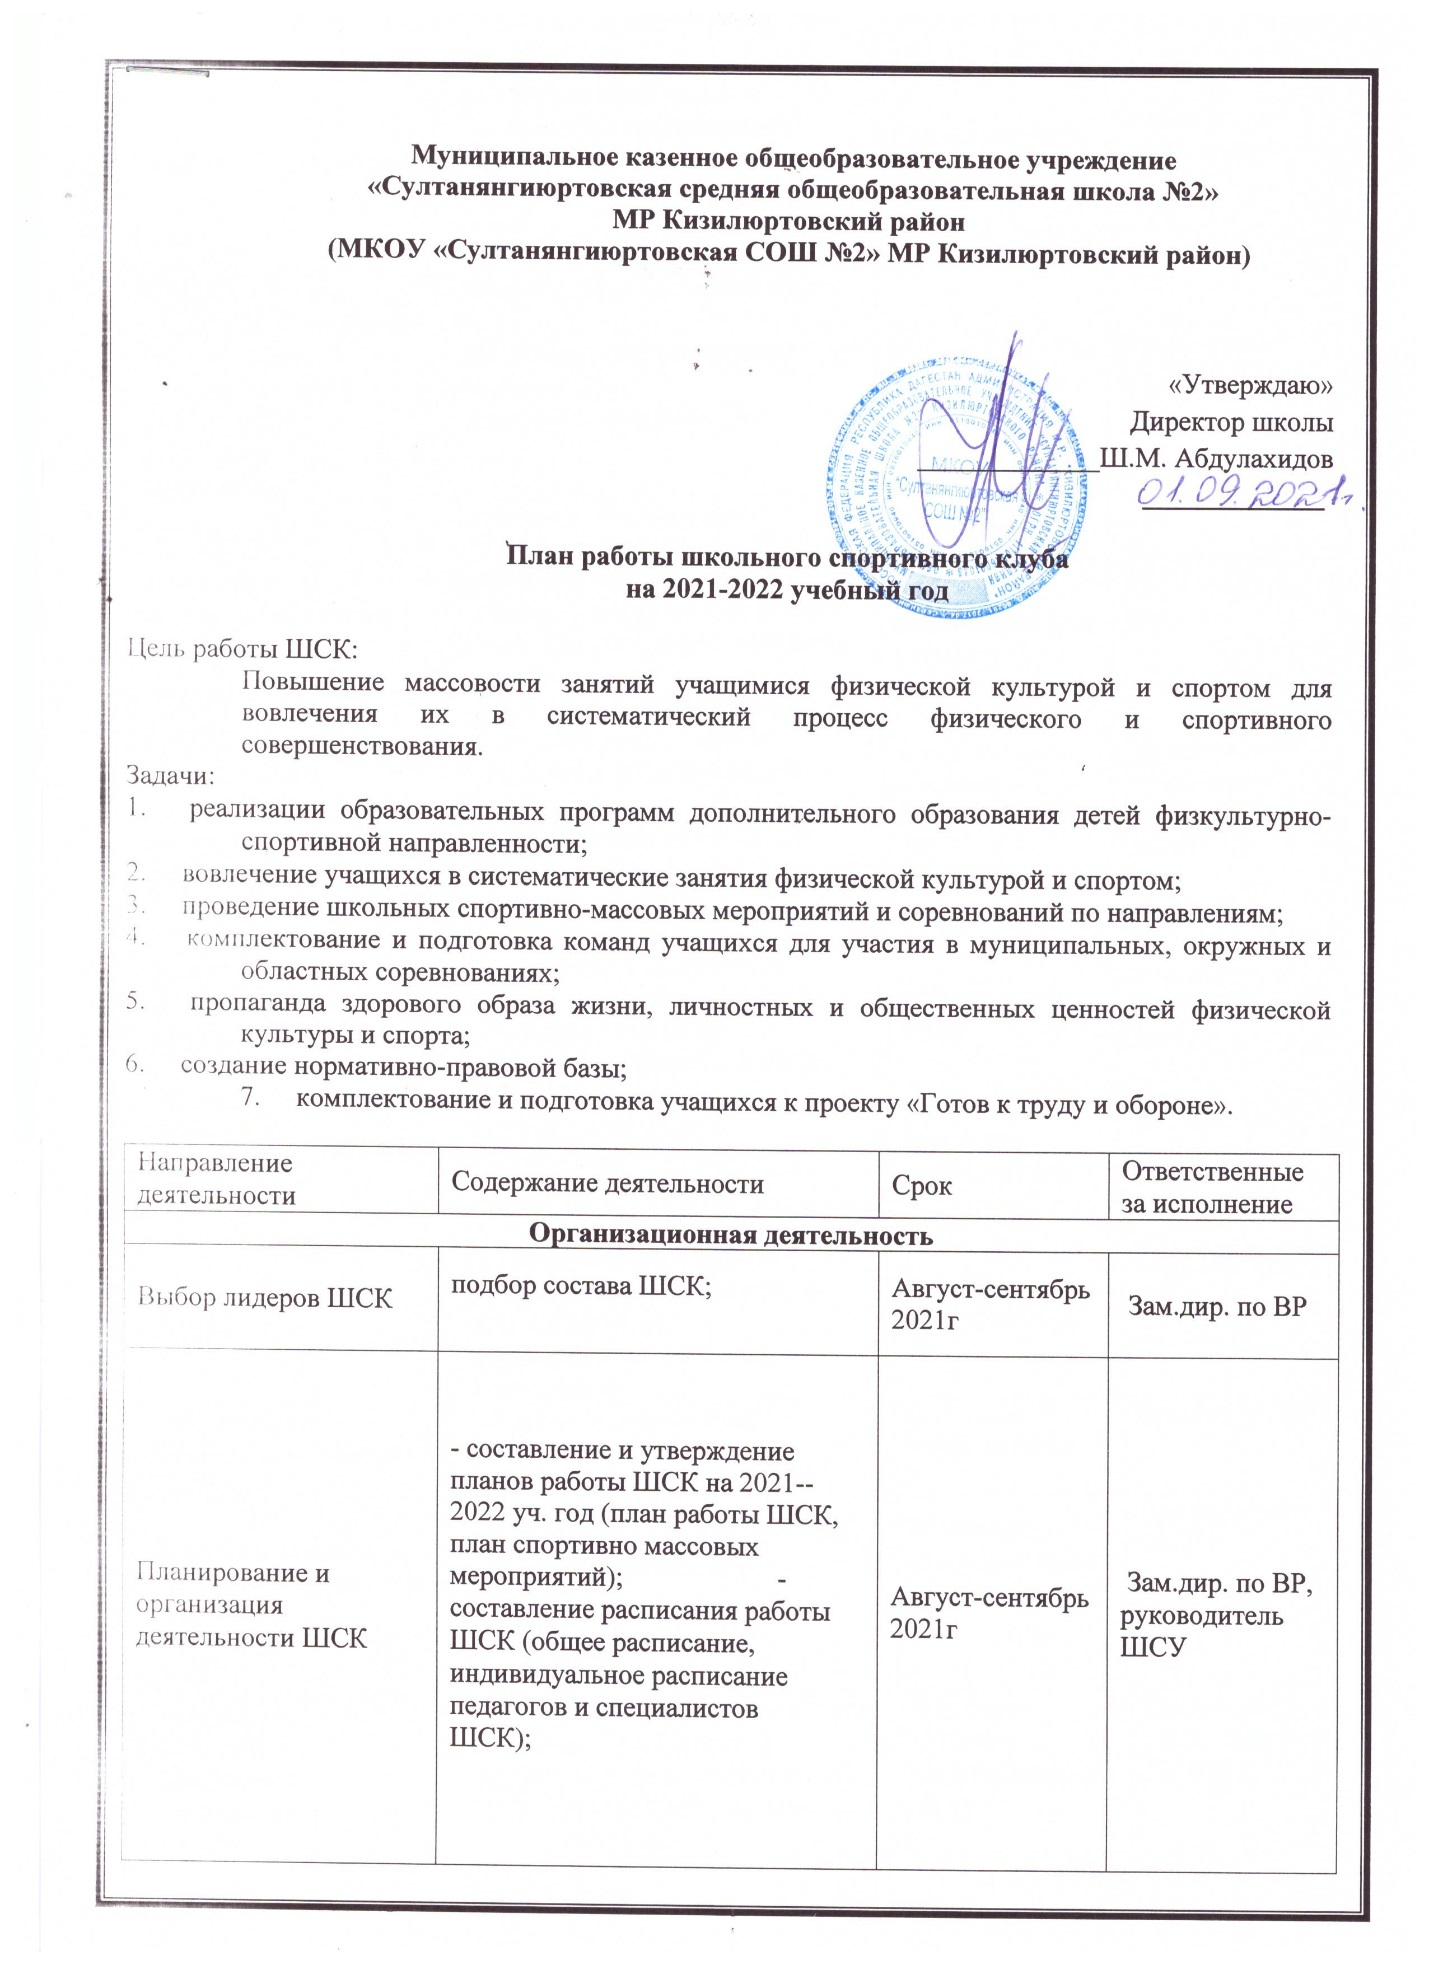 Муниципальное казенное общеобразовательное учреждение
«Султанянгиюртовская средняя общеобразовательная школа №2»
МР Кизилюртовский район
(МКОУ «Султанянгиюртовская СОШ №2» МР Кизилюртовский район)
«Утверждаю»
Директор школы
Ш.М. Абдулахидов
01.09.2021г.
МКОУ
"Султанянгиюртовская
СОШ №2"
План работы школьного спортивного клуба
на 2021-2022 учебный год
Цель работы ШСК:
Повышение массовости занятий учащимися физической культурой и спортом для
вовлечения их в систематический процесс физического и спортивного
совершенствования.
Задачи:
1. реализации образовательных программ дополнительного образования детей физкультурно-
спортивной направленности;
2. вовлечение учащихся в систематические занятия физической культурой и спортом;
3. проведение школьных спортивно-массовых мероприятий и соревнований по направлениям;
4. комплектование и подготовка команд учащихся для участия в муниципальных, окружных и
областных соревнованиях;
5. пропаганда здорового образа жизни, личностных и общественных ценностей физической
культуры и спорта;
6. создание нормативно-правовой базы;
7. комплектование и подготовка учащихся к проекту «Готов к труду и обороне».
Направление
деятельности
Содержание деятельности
Срок
Ответственные
за исполнение
Организационная деятельность
Выбор лидеров ШСК
подбор состава ШСК;
Август-сентябрь
2021г
Зам.дир. по ВР
Планирование и
организация
деятельности ШСК
- составление и утверждение
планов работы ШСК на 2021--
2022 уч. год (план работы ШСК,
план спортивно массовых
мероприятий); -
составление расписания работы
ШСК (общее расписание,
индивидуальное расписание
педагогов и специалистов
ШСК);
Август-сентябрь
2021г
Зам.дир. по ВР,
руководитель
ШСУ